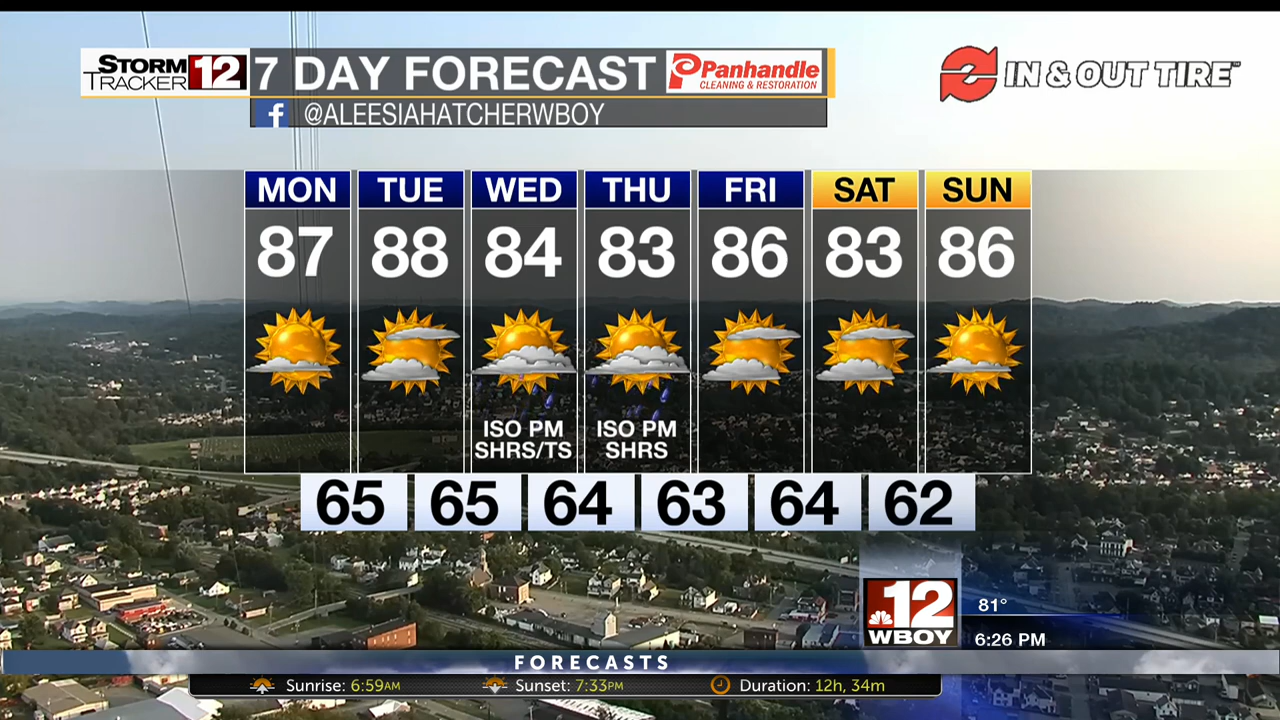 STORM TRACKER 12
7 DAY FORECAST
Panhandle
CLEANING & RESTORATION
IN & OUT TIRE™
f @ALEESIAHATCHERWBOY
MON TUE WED THU FRI SAT SUN
87 88 84 83 86 83 86
ISO PM SHRS/TS
ISO PM SHRS
65 65 64 63 64 62
12
WBOY
81°
6:26 PM
FORECASTS
Sunrise: 6:59AM Sunset: 7:33PM Duration: 12h, 34m